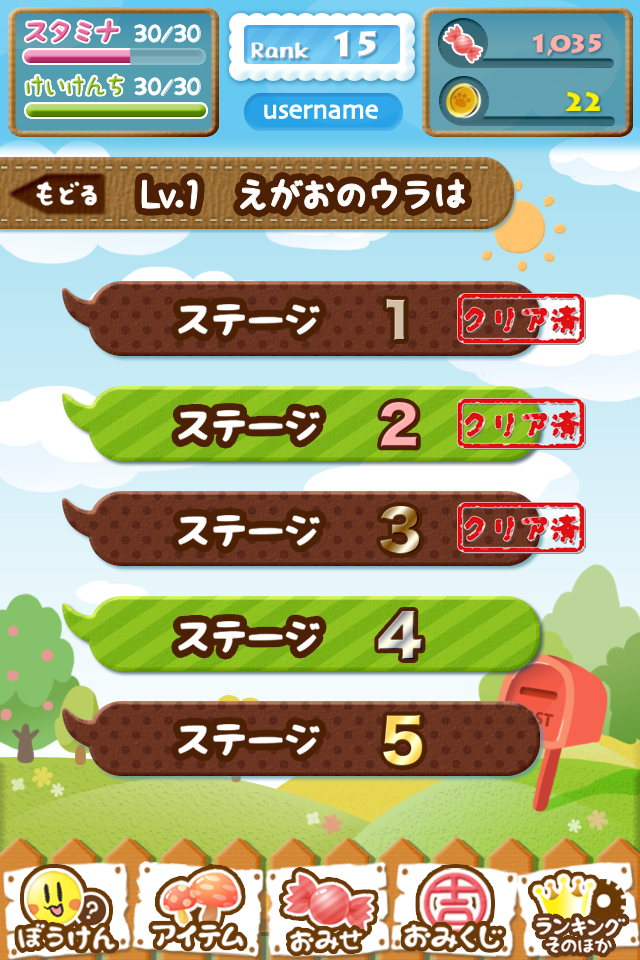 スタミナ 30/30
けいけんち 30/30
Rank 15
username
1,035
22
もどる Lv.1 えがおのウラは
ステージ 1 クリア済
ステージ 2 クリア済
ステージ 3 クリア済
ステージ 4
ステージ 5
?
吉
ぼうけん アイテム おみせ おみくじ ランキング
そのほか